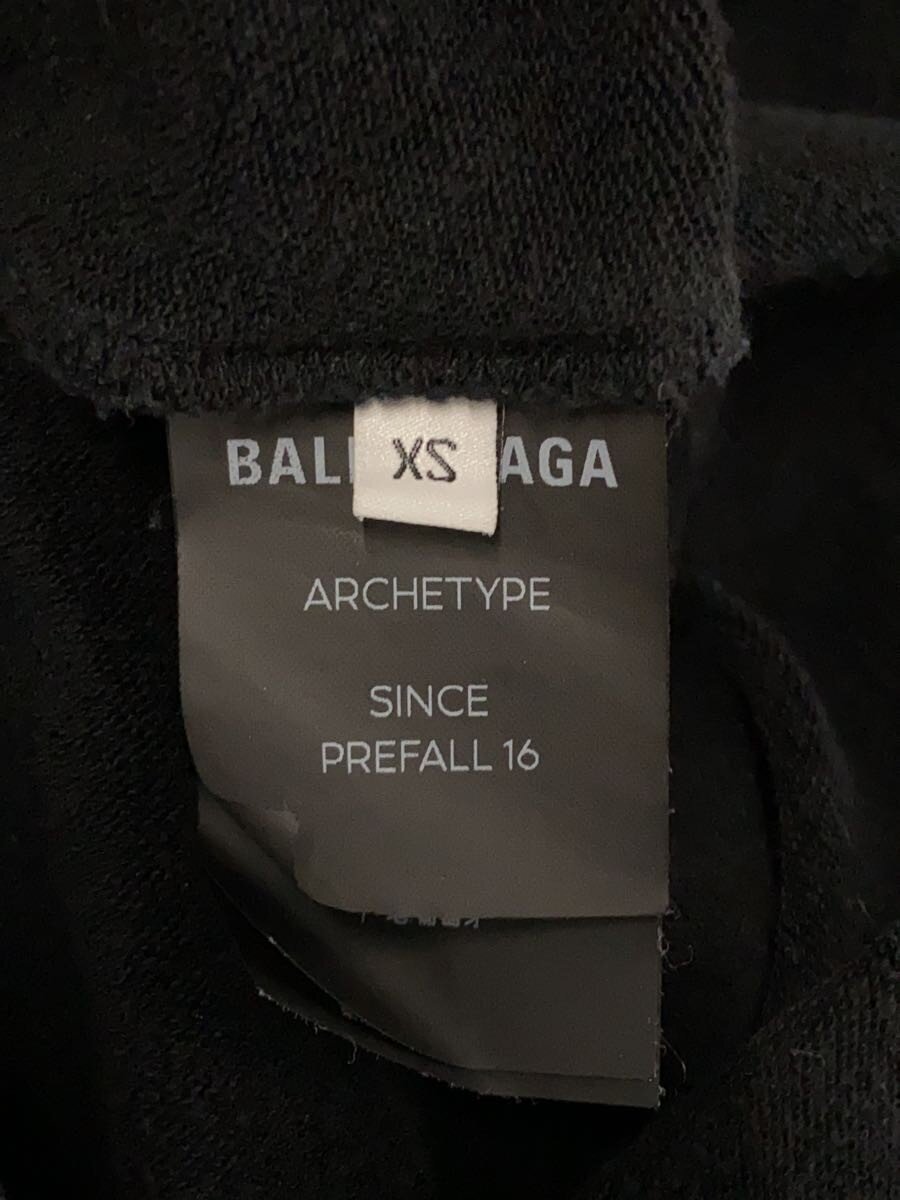 BAL AGA
XS
ARCHETYPE
SINCE
PREFALL 16